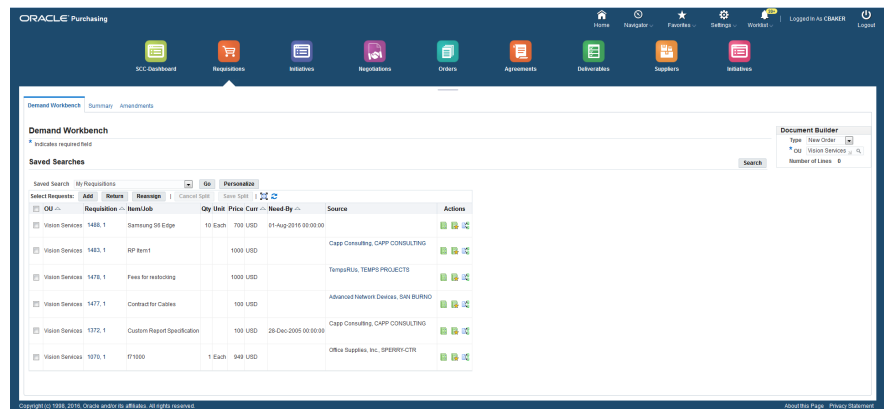 ORACLE Purchasing
Home Navigator Favorites Settings Worklist Logged In As CBAKER Logout
SCC-Dashboard Requisitions Initiatives Negotiations Orders Agreements Deliverables Suppliers Initiatives
Demand Workbench Summary Amendments
Demand Workbench
* Indicates required field
Saved Searches
Search
Document Builder
Type New Order
* OU Vision Services
Number of Lines 0
Saved Search My Requisitions Go Personalize
Select Requests: Add Return Reassign | Cancel Split Save Split |
OU Requisition Item/Job Qty Unit Price Curr Need-By Source Actions
Vision Services 1488, 1 Samsung S6 Edge 10 Each 700 USD 01-Aug-2016 00:00:00
Vision Services 1483, 1 RP Item1 1000 USD Capp Consulting, CAPP CONSULTING
Vision Services 1478, 1 Fees for restocking 1000 USD TempsRUs, TEMPS PROJECTS
Vision Services 1477, 1 Contract for Cables 100 USD Advanced Network Devices, SAN BURNO
Vision Services 1372, 1 Custom Report Specification 100 USD 28-Dec-2005 00:00:00 Capp Consulting, CAPP CONSULTING
Vision Services 1070, 1 f71000 1 Each 949 USD Office Supplies, Inc., SPERRY-CTR
Copyright (c) 1998, 2016, Oracle and/or its affiliates. All rights reserved.
About this Page Privacy Statement